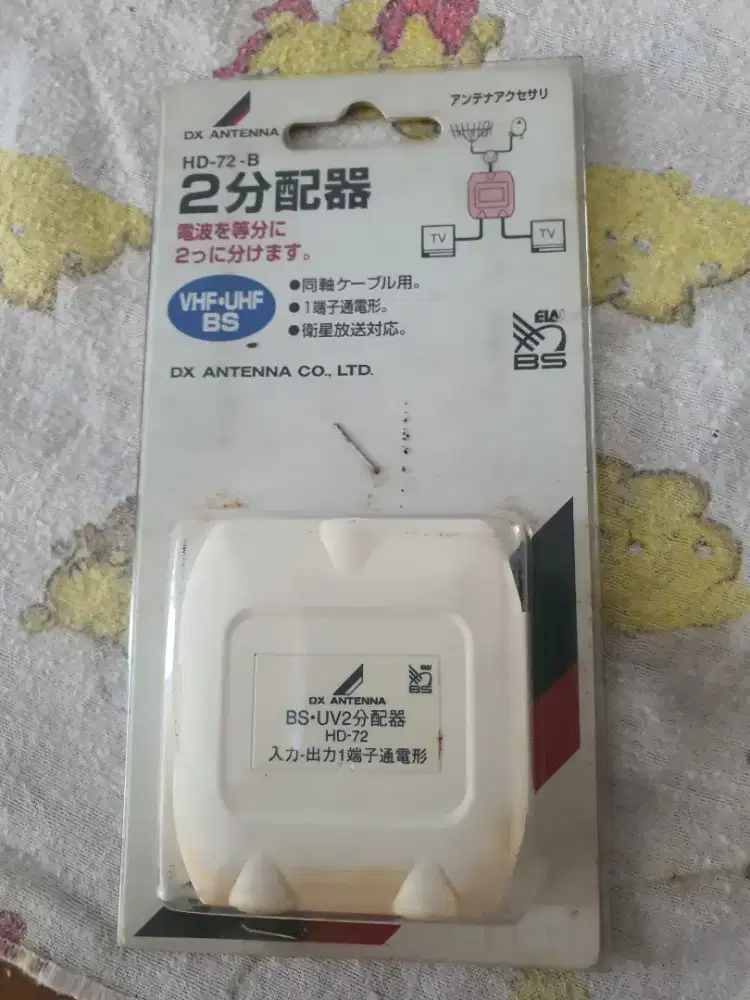 DX ANTENNA
アンテナアクセサリ
HD-72-B
2分配器
電波を等分に
2つに分けます。
TV
TV
VHF•UHF
BS
●同軸ケーブル用。
●1端子通電形。
●衛星放送対応。
EIAJ
BS
DX ANTENNA CO., LTD.
DX ANTENNA
BS
BS•UV2分配器
HD-72
入力-出力1端子通電形